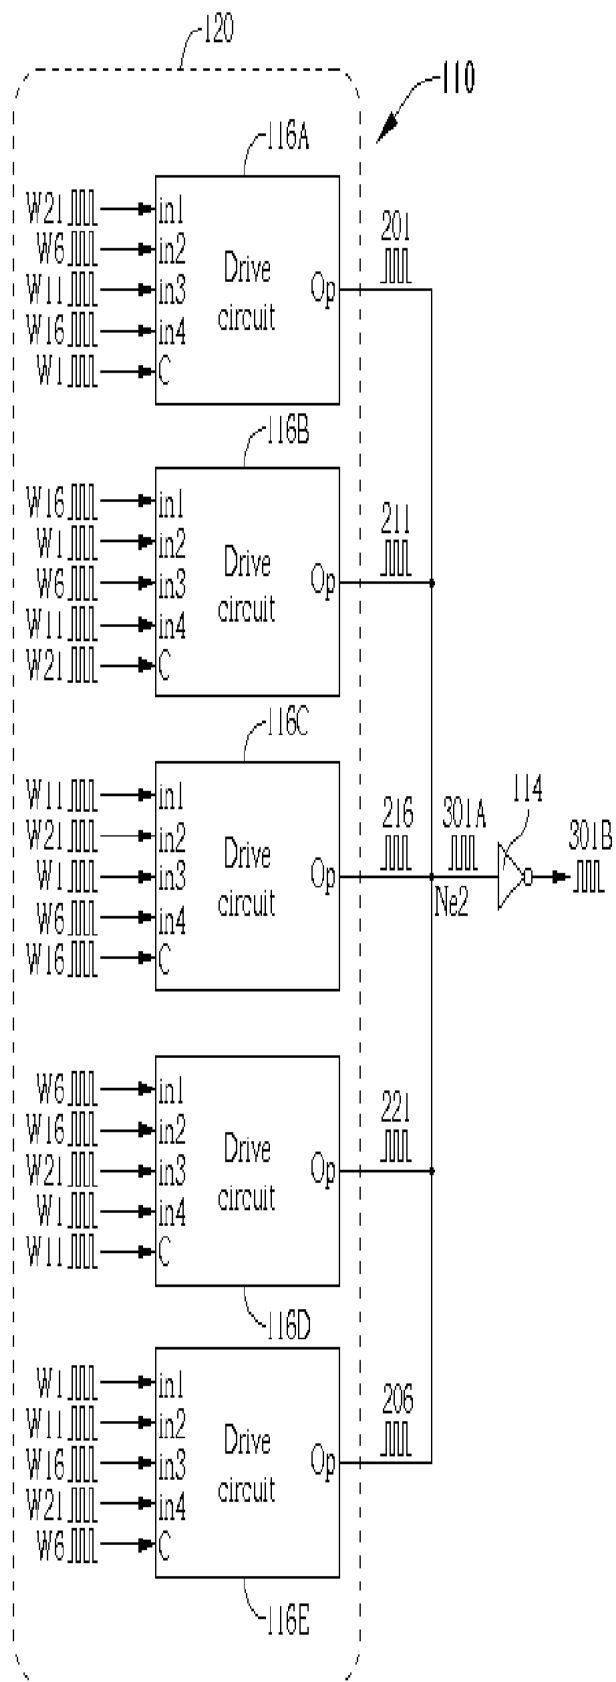 120
110
116A
W21 in1
W6 in2
W11 in3
W16 in4
W1 C
Drive
circuit
Op
201
116B
W16 in1
W1 in2
W6 in3
W11 in4
W21 C
Drive
circuit
Op
211
116C
W11 in1
W21 in2
W1 in3
W6 in4
W16 C
Drive
circuit
Op
216
301A
114
301B
Ne2
W6 in1
W16 in2
W21 in3
W1 in4
W11 C
Drive
circuit
Op
221
116D
W1 in1
W11 in2
W16 in3
W21 in4
W6 C
Drive
circuit
Op
206
116E